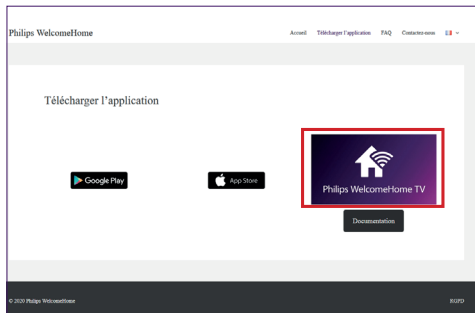 Philips WelcomeHome
Accueil Télécharger l'application FAQ Contactez-nous
Télécharger l'application
Google Play
App Store
Philips WelcomeHome TV
Documentation
© 2020 Philips WelcomeHome
RGPD